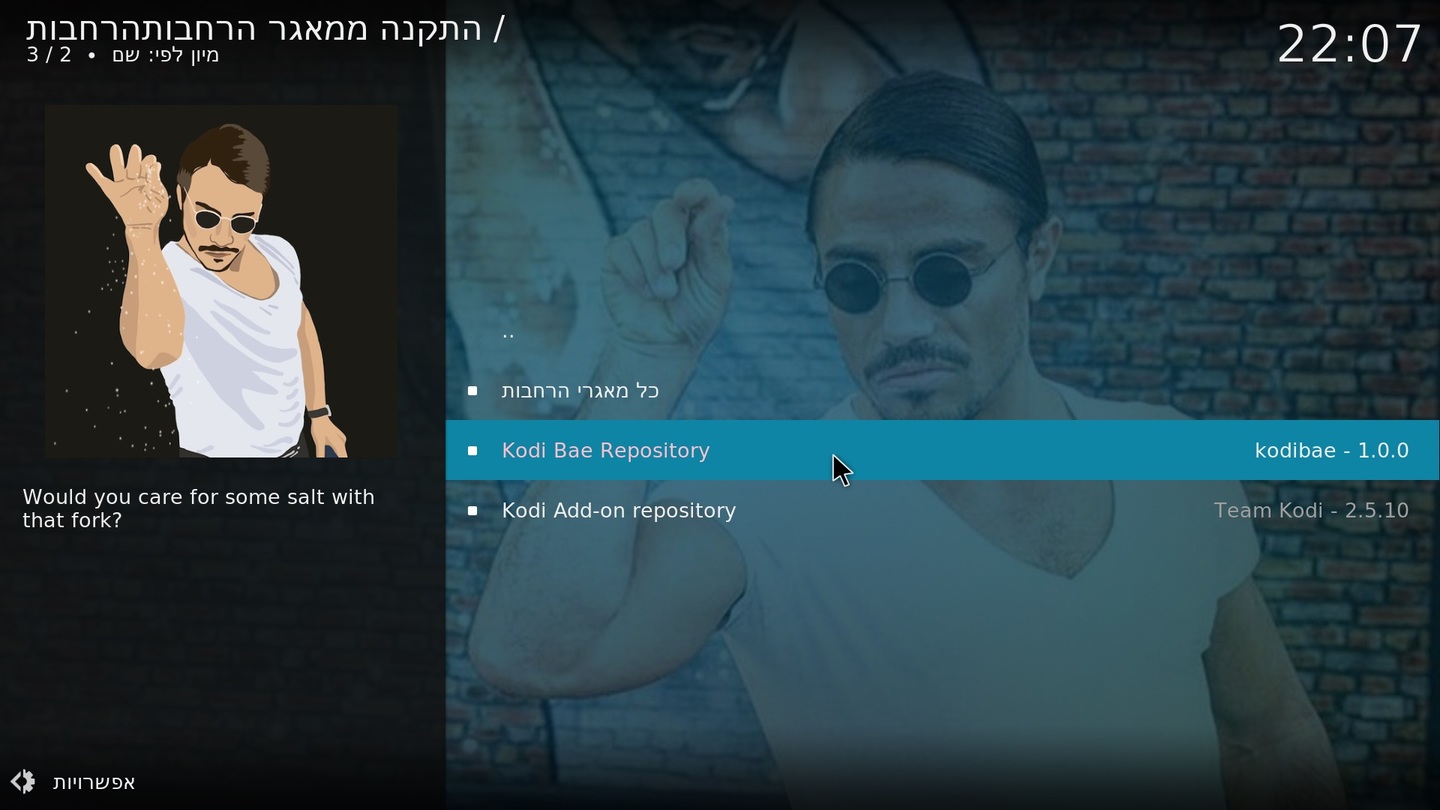 הרחבות / התקנה ממאגר הרחבות
מיון לפי: שם • 2 / 3
22:07
..
כל מאגרי הרחבות
Kodi Bae Repository kodibae - 1.0.0
Kodi Add-on repository Team Kodi - 2.5.10
Would you care for some salt with
that fork?
אפשרויות